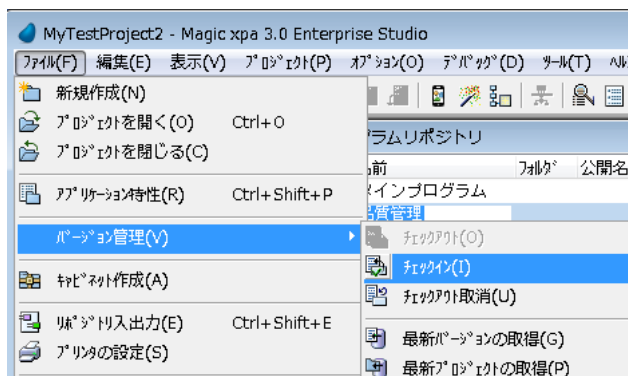 MyTestProject2 - Magic xpa 3.0 Enterprise Studio
ﾌｧｲﾙ(F) 編集(E) 表示(V) ﾌﾟﾛｼﾞｪｸﾄ(P) ｵﾌﾟｼｮﾝ(O) ﾃﾞﾊﾞｯｸﾞ(D) ﾂｰﾙ(T) ﾍﾙ
新規作成(N)
ﾌﾟﾛｼﾞｪｸﾄを開く(O) Ctrl+O
ﾌﾟﾛｼﾞｪｸﾄを閉じる(C)
ｱﾌﾟﾘｹｰｼｮﾝ特性(R) Ctrl+Shift+P
ﾊﾞｰｼﾞｮﾝ管理(V)
ｷｬﾋﾞﾈｯﾄ作成(A)
ﾘﾎﾟｼﾞﾄﾘ入出力(E) Ctrl+Shift+E
ﾌﾟﾘﾝﾀの設定(S)
ラムリポジトリ
前 ﾌｫﾙﾀﾞ 公開名
インプログラム
品質管理
ﾁｪｯｸｱｳﾄ(O)
ﾁｪｯｸｲﾝ(I)
ﾁｪｯｸｱｳﾄ取消(U)
最新ﾊﾞｰｼﾞｮﾝの取得(G)
最新ﾌﾟﾛｼﾞｪｸﾄの取得(P)